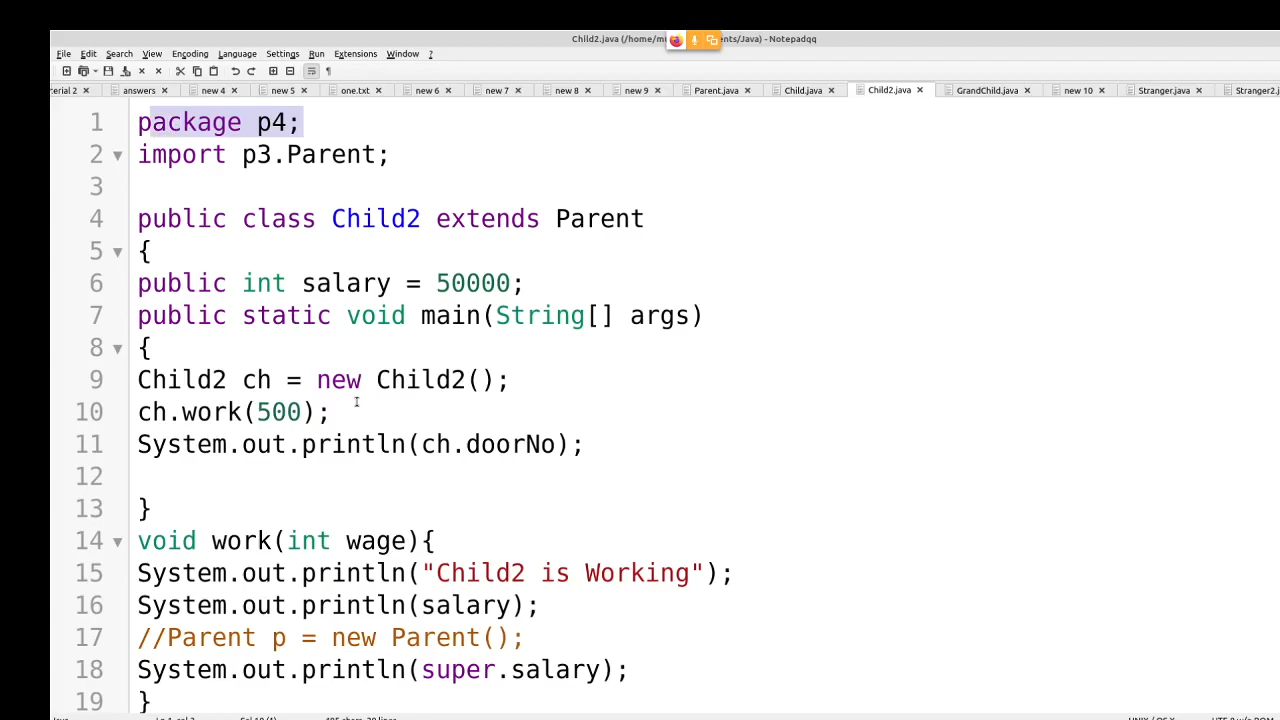 Child2.java (/home/m ents/Java) - Notepadqq
File Edit Search View Encoding Language Settings Run Extensions Window ?
erial 2 answers new 4 new 5 one.txt new 6 new 7 new 8 new 9 Parent.java Child.java Child2.java GrandChild.java new 10 Stranger.java Stranger2.j
1 package p4;
2 import p3.Parent;
3
4 public class Child2 extends Parent
5 {
6 public int salary = 50000;
7 public static void main(String[] args)
8 {
9 Child2 ch = new Child2();
10 ch.work(500);
11 System.out.println(ch.doorNo);
12
13 }
14 void work(int wage){
15 System.out.println("Child2 is Working");
16 System.out.println(salary);
17 //Parent p = new Parent();
18 System.out.println(super.salary);
19 }